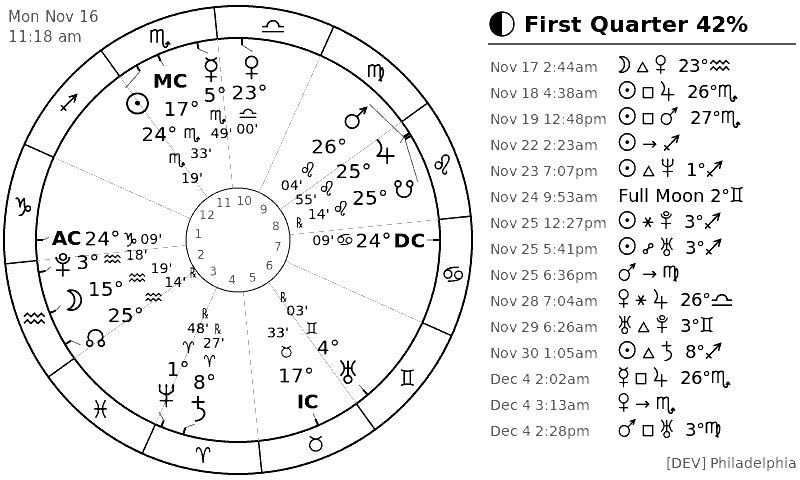 Mon Nov 16
11:18 am
First Quarter 42%
Nov 17 2:44am ☽ △ ♀ 23°♒
Nov 18 4:38am ☉ □ ♃ 26°♏
Nov 19 12:48pm ☉ □ ♂ 27°♏
Nov 22 2:23am ☉ → ♐
Nov 23 7:07pm ☉ △ ♆ 1°♐
Nov 24 9:53am Full Moon 2°♊
Nov 25 12:27pm ☉ ⚹ ♇ 3°♐
Nov 25 5:41pm ☉ ☍ ♅ 3°♐
Nov 25 6:36pm ♂ → ♍
Nov 28 7:04am ♀ ⚹ ♃ 26°♎
Nov 29 6:26am ♅ △ ♇ 3°♊
Nov 30 1:05am ☉ △ ♄ 8°♐
Dec 4 2:02am ☿ □ ♃ 26°♏
Dec 4 3:13am ♀ → ♏
Dec 4 2:28pm ♂ □ ♅ 3°♍
[DEV] Philadelphia
MC 17° ♏ 33'
☉ 24° ♏ 19'
☿ 5° ♏ 49'
♀ 23° ♎ 00'
♂ 26° ♌ 04'
♃ 25° ♌ 55'
☋ 25° ♌ 14' ℞
AC 24° ♑ 09'
DC 24° ♋ 09'
♇ 3° ♒ 18'
☽ 15° ♒ 19'
☊ 25° ♒ 14' ℞
♆ 1° ♈ 48' ℞
♄ 8° ♈ 27' ℞
IC 17° ♉ 33'
♅ 4° ♊ 03' ℞
♎
♏
♐
♑
♒
♓
♈
♉
♊
♋
♌
♍
1
2
3
4
5
6
7
8
9
10
11
12